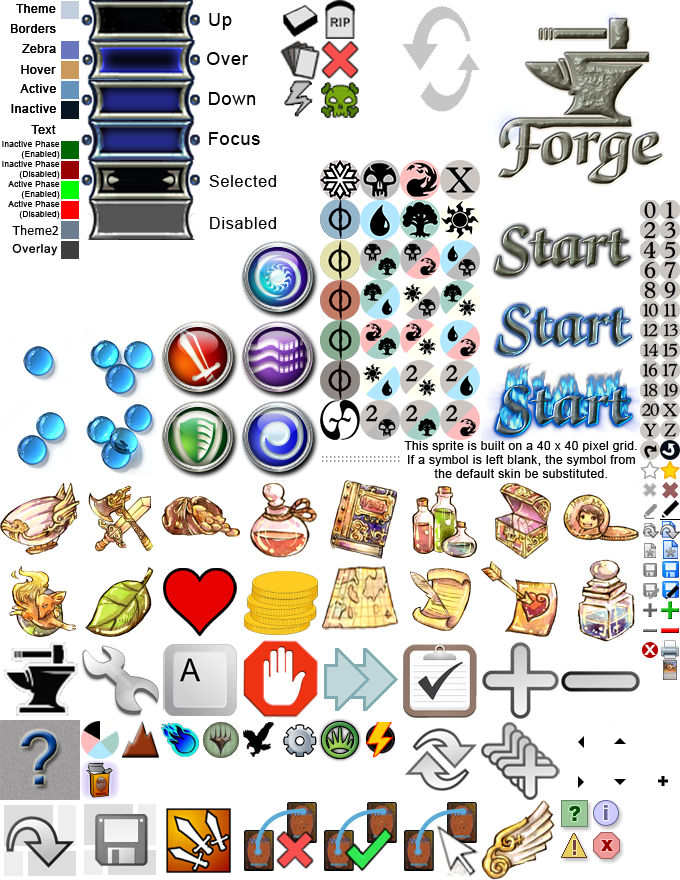 Theme
Borders
Zebra
Hover
Active
Inactive
Text
Inactive Phase
(Enabled)
Inactive Phase
(Disabled)
Active Phase
(Enabled)
Active Phase
(Disabled)
Theme2
Overlay
Up
Over
Down
Focus
Selected
Disabled
RIP
Forge
X
Start
Start
Start
2
2
2
2
2
0 1
2 3
4 5
6 7
8 9
10 11
12 13
14 15
16 17
18 19
20 X
Y Z
This sprite is built on a 40 x 40 pixel grid.
If a symbol is left blank, the symbol from
the default skin be substituted.
A
?
?
i
!
x